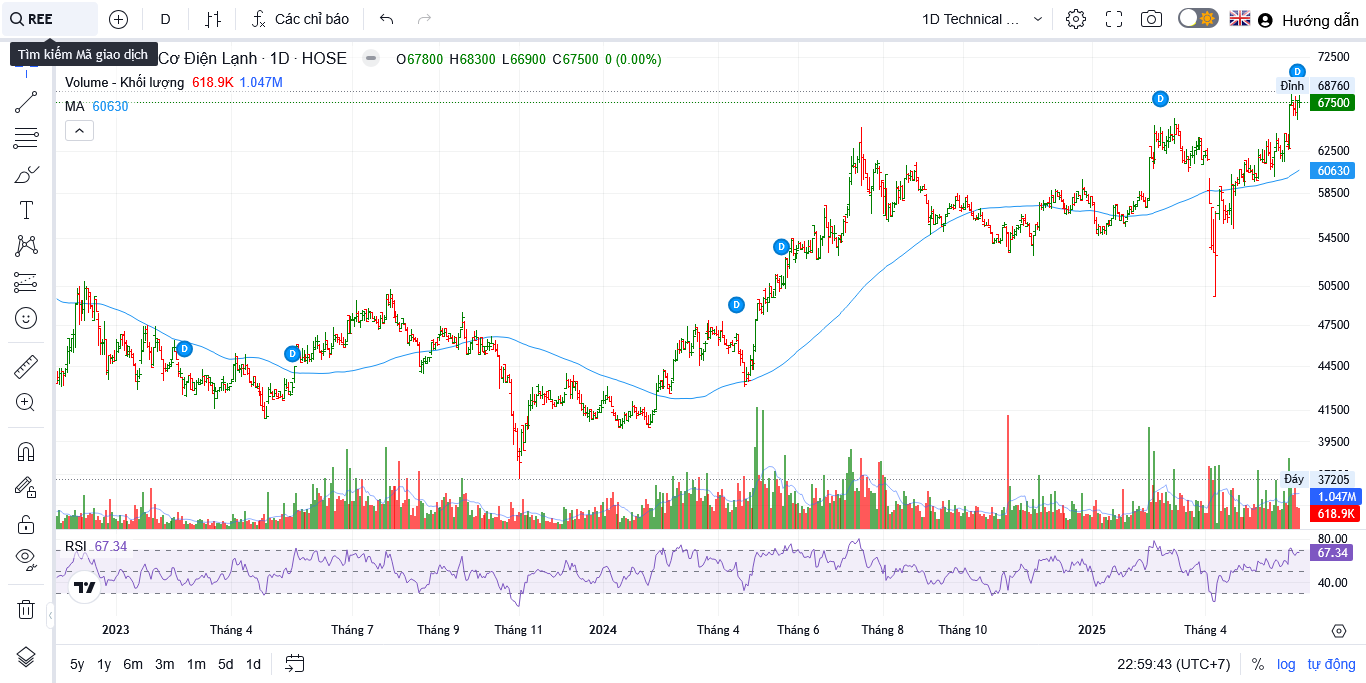 REE
D
Các chỉ báo
1D Technical ...
Hướng dẫn
Tìm kiếm Mã giao dịch
Cơ Điện Lạnh · 1D · HOSE
O67800 H68300 L66900 C67500 0 (0.00%)
Volume - Khối lượng 618.9K 1.047M
MA 60630
72500
Đỉnh 68760
67500
62500
60630
58500
54500
50500
47500
44500
41500
39500
Đáy 37205
1.047M
618.9K
D
D
D
D
D
D
RSI 67.34
80.00
67.34
40.00
2023
Tháng 4
Tháng 7
Tháng 9
Tháng 11
2024
Tháng 4
Tháng 6
Tháng 8
Tháng 10
2025
Tháng 4
5y 1y 6m 3m 1m 5d 1d
22:59:43 (UTC+7)
% log tự động